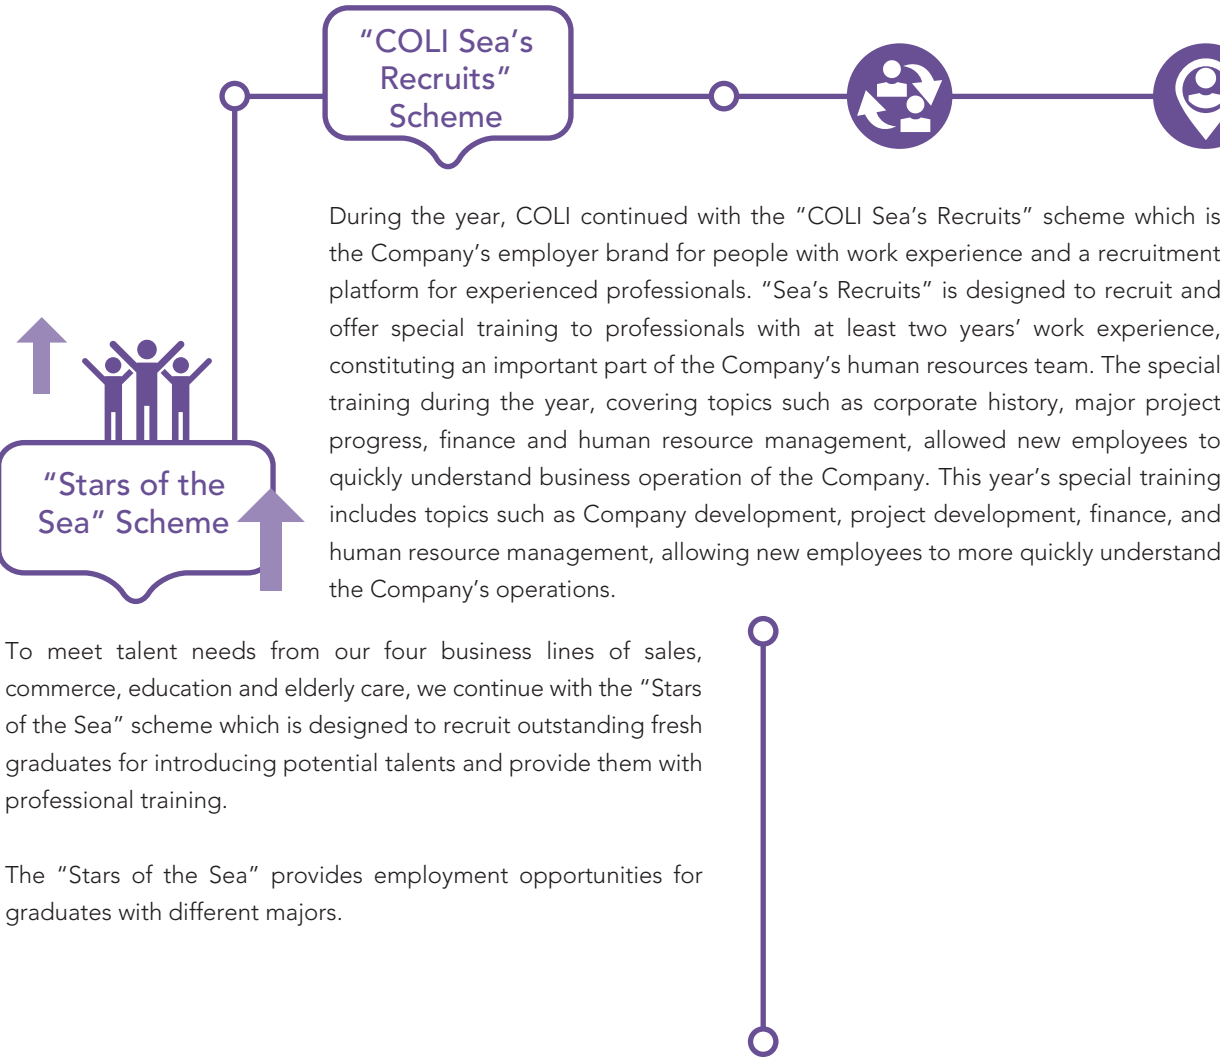 “COLI Sea’s
Recruits”
Scheme
During the year, COLI continued with the “COLI Sea’s Recruits” scheme which is
the Company’s employer brand for people with work experience and a recruitment
platform for experienced professionals. “Sea’s Recruits” is designed to recruit and
offer special training to professionals with at least two years’ work experience,
constituting an important part of the Company’s human resources team. The special
training during the year, covering topics such as corporate history, major project
progress, finance and human resource management, allowed new employees to
quickly understand business operation of the Company. This year’s special training
includes topics such as Company development, project development, finance, and
human resource management, allowing new employees to more quickly understand
the Company’s operations.
“Stars of the
Sea” Scheme
To meet talent needs from our four business lines of sales,
commerce, education and elderly care, we continue with the “Stars
of the Sea” scheme which is designed to recruit outstanding fresh
graduates for introducing potential talents and provide them with
professional training.
The “Stars of the Sea” provides employment opportunities for
graduates with different majors.